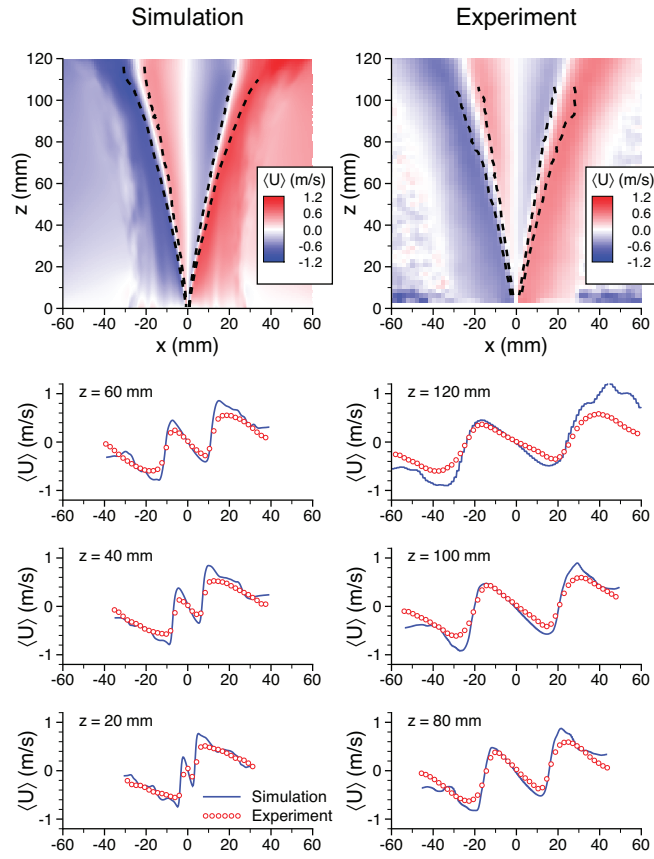 Simulation
Experiment
120
100
80
60
40
20
0
z (mm)
⟨U⟩ (m/s)
1.2
0.6
0.0
-0.6
-1.2
-60 -40 -20 0 20 40 60
x (mm)
120
100
80
60
40
20
0
z (mm)
⟨U⟩ (m/s)
1.2
0.6
0.0
-0.6
-1.2
-60 -40 -20 0 20 40 60
x (mm)
z = 60 mm
⟨U⟩ (m/s)
1
0
-1
-60 -40 -20 0 20 40 60
z = 120 mm
⟨U⟩ (m/s)
1
0
-1
-60 -40 -20 0 20 40 60
z = 40 mm
⟨U⟩ (m/s)
1
0
-1
-60 -40 -20 0 20 40 60
z = 100 mm
⟨U⟩ (m/s)
1
0
-1
-60 -40 -20 0 20 40 60
z = 20 mm
⟨U⟩ (m/s)
1
0
-1
Simulation
Experiment
-60 -40 -20 0 20 40 60
z = 80 mm
⟨U⟩ (m/s)
1
0
-1
-60 -40 -20 0 20 40 60